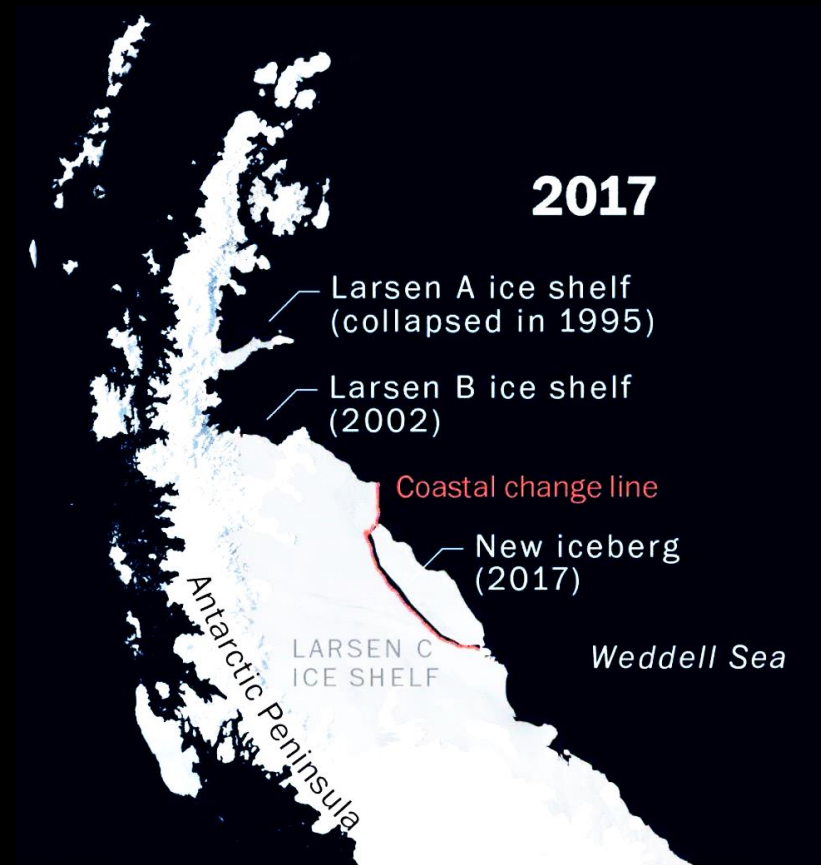 2017
Larsen A ice shelf
(collapsed in 1995)
Larsen B ice shelf
(2002)
Coastal change line
New iceberg
(2017)
Weddell Sea
LARSEN C
ICE SHELF
Antarctic Peninsula